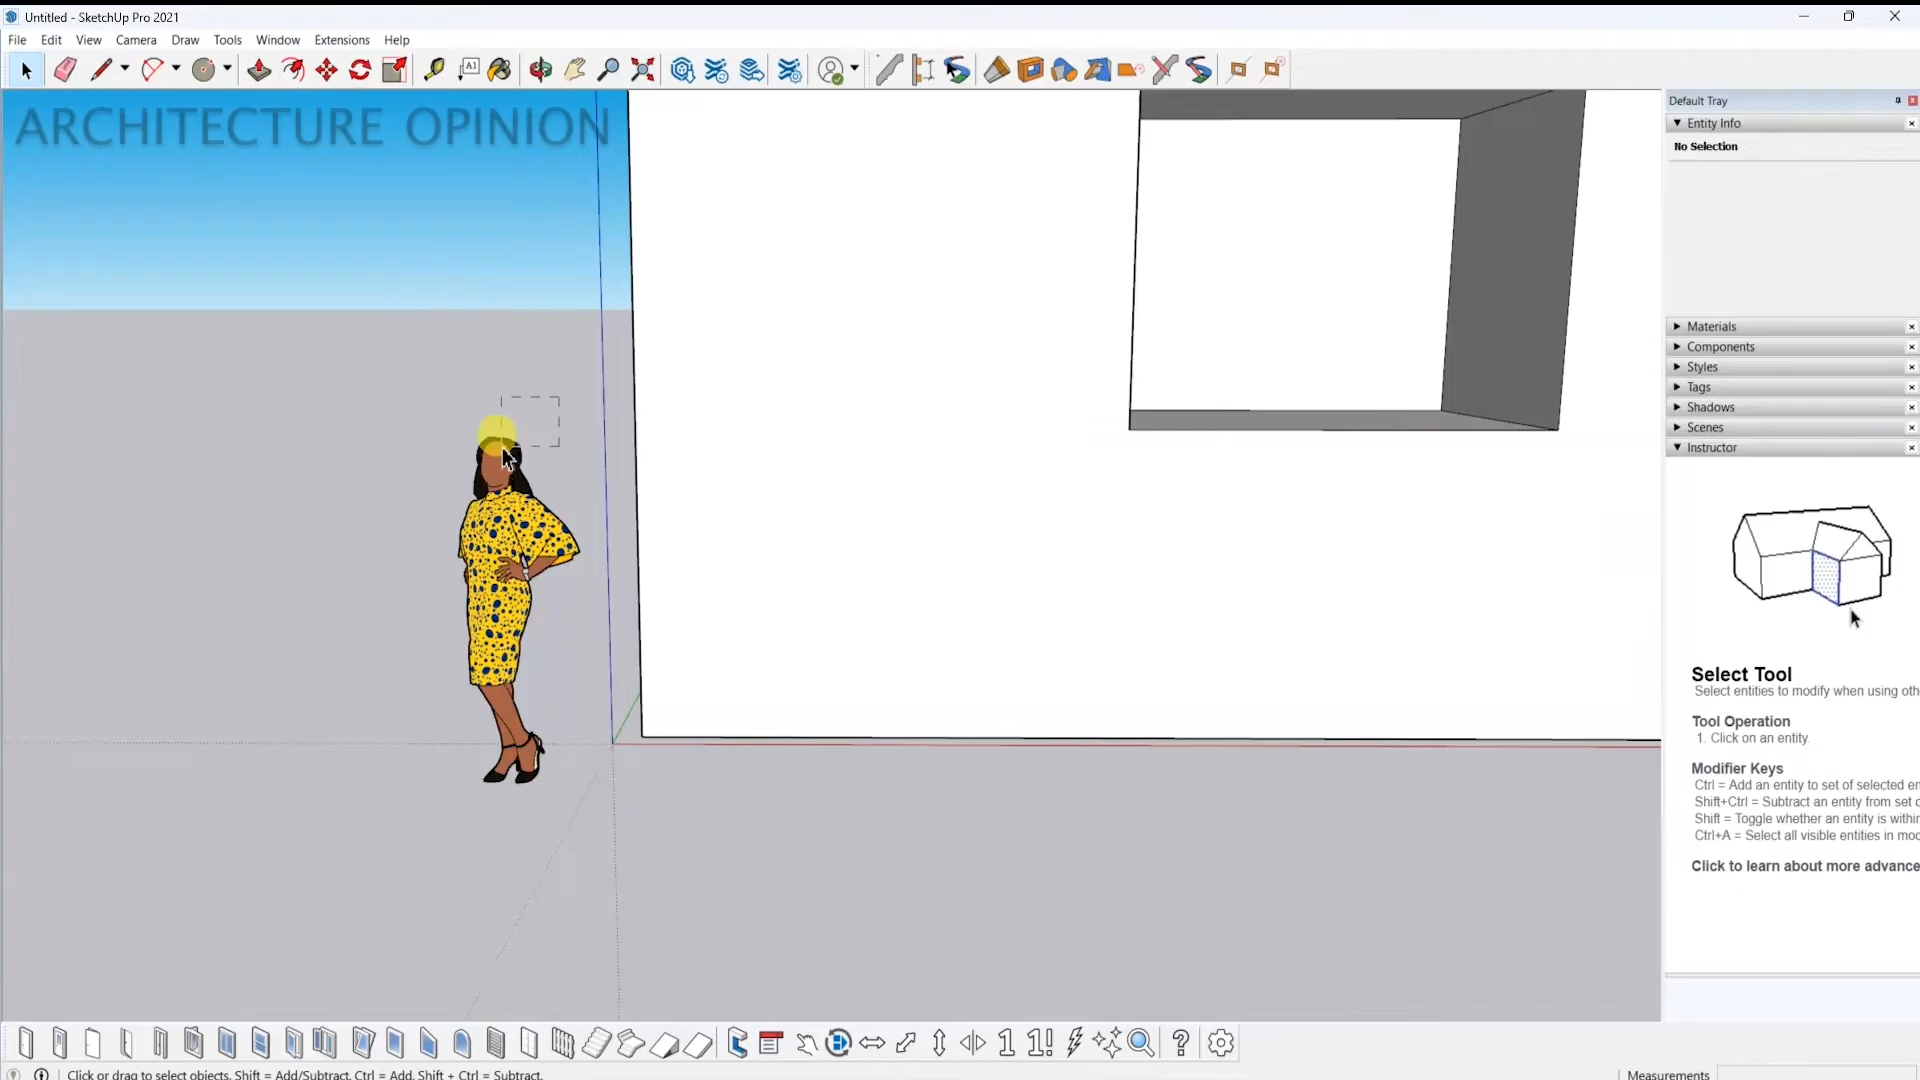 Untitled - SketchUp Pro 2021
File Edit View Camera Draw Tools Window Extensions Help
A1
ARCHITECTURE OPINION
Default Tray
Entity Info
No Selection
Materials
Components
Styles
Tags
Shadows
Scenes
Instructor
Select Tool
Select entities to modify when using oth
Tool Operation
1. Click on an entity.
Modifier Keys
Ctrl = Add an entity to set of selected en
Shift+Ctrl = Subtract an entity from set o
Shift = Toggle whether an entity is within
Ctrl+A = Select all visible entities in mod
Click to learn about more advance
1 1! ?
Click or drag to select objects. Shift = Add/Subtract. Ctrl = Add. Shift + Ctrl = Subtract.
Measurements